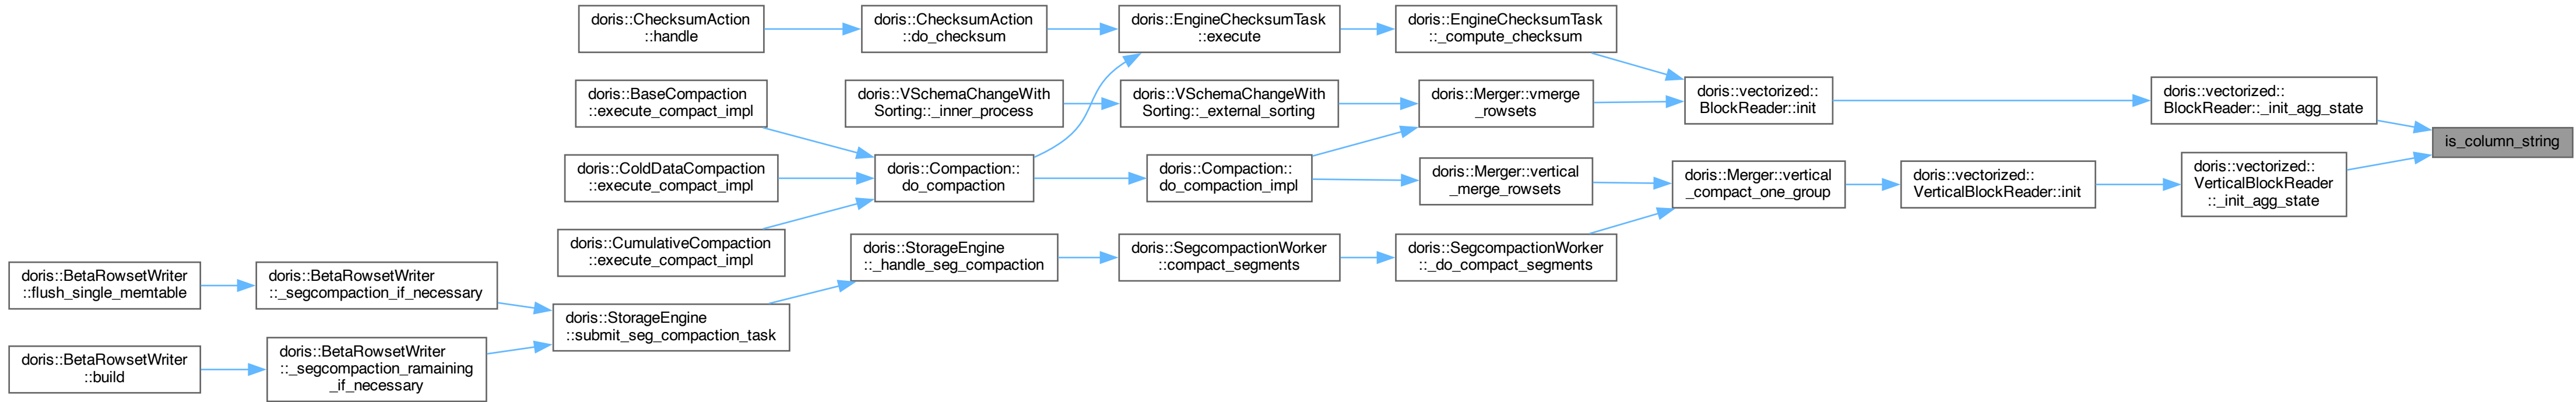 doris::ChecksumAction
::handle
doris::ChecksumAction
::do_checksum
doris::EngineChecksumTask
::execute
doris::EngineChecksumTask
::_compute_checksum
doris::BaseCompaction
::execute_compact_impl
doris::VSchemaChangeWith
Sorting::_inner_process
doris::VSchemaChangeWith
Sorting::_external_sorting
doris::Merger::vmerge
_rowsets
doris::vectorized::
BlockReader::init
doris::vectorized::
BlockReader::_init_agg_state
is_column_string
doris::ColdDataCompaction
::execute_compact_impl
doris::Compaction::
do_compaction
doris::Compaction::
do_compaction_impl
doris::Merger::vertical
_merge_rowsets
doris::Merger::vertical
_compact_one_group
doris::vectorized::
VerticalBlockReader::init
doris::vectorized::
VerticalBlockReader
::_init_agg_state
doris::CumulativeCompaction
::execute_compact_impl
doris::StorageEngine
::_handle_seg_compaction
doris::SegcompactionWorker
::compact_segments
doris::SegcompactionWorker
::_do_compact_segments
doris::BetaRowsetWriter
::flush_single_memtable
doris::BetaRowsetWriter
::_segcompaction_if_necessary
doris::StorageEngine
::submit_seg_compaction_task
doris::BetaRowsetWriter
::build
doris::BetaRowsetWriter
::_segcompaction_ramaining
_if_necessary